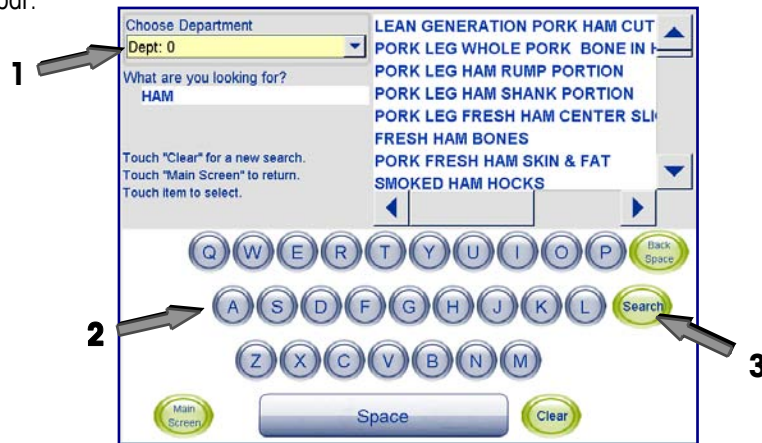 Choose Department
Dept: 0
What are you looking for?
HAM
Touch "Clear" for a new search.
Touch "Main Screen" to return.
Touch item to select.
LEAN GENERATION PORK HAM CUT
PORK LEG WHOLE PORK BONE IN
PORK LEG HAM RUMP PORTION
PORK LEG HAM SHANK PORTION
PORK LEG FRESH HAM CENTER
FRESH HAM BONES
PORK FRESH HAM SKIN & FAT
SMOKED HAM HOCKS
1
Q W E R T Y U I O P Back Space
2
A S D F G H J K L Search
3
Z X C V B N M
Main Screen Space Clear